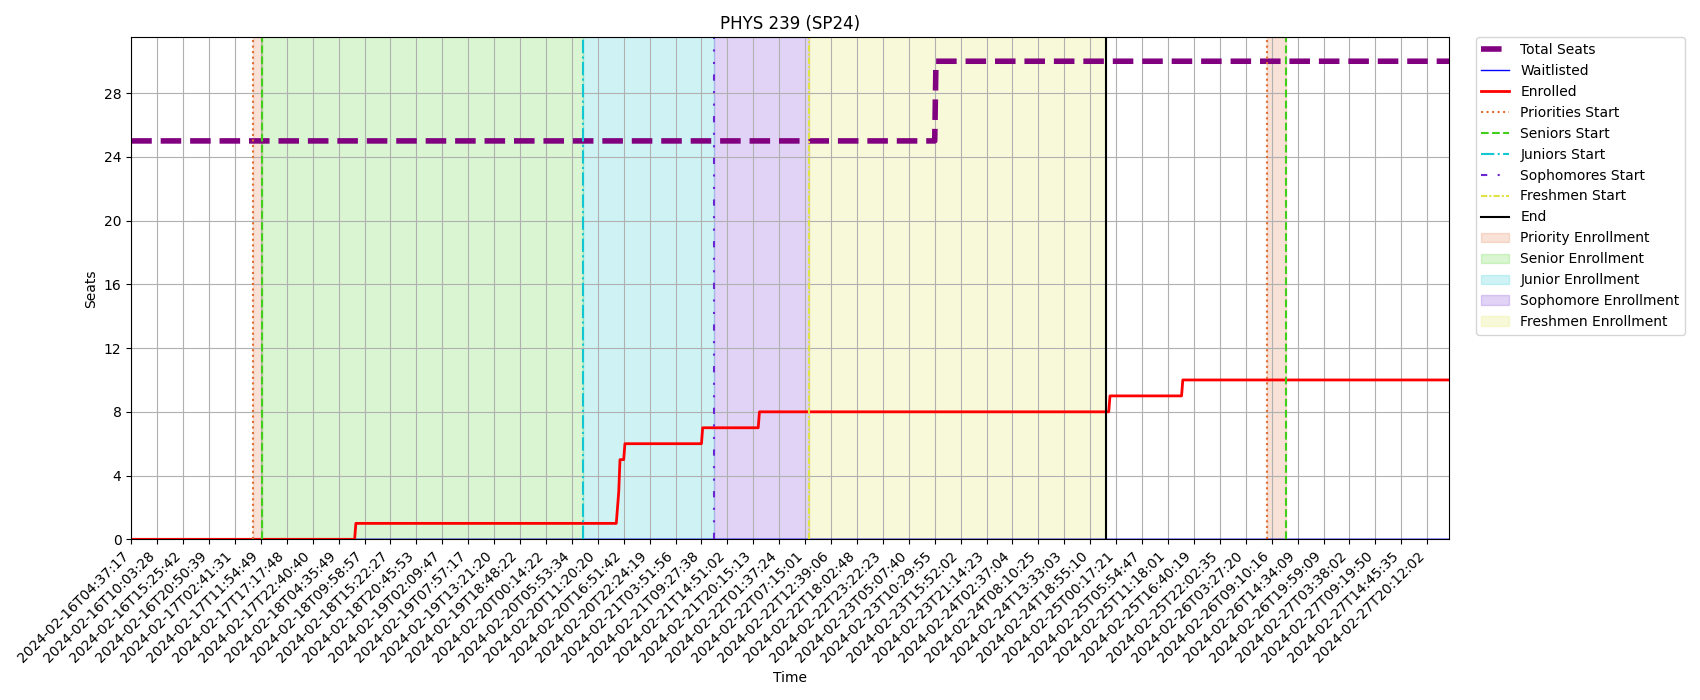 PHYS 239 (SP24)
Seats
28
24
20
16
12
8
4
0
2024-02-16T04:37:17
2024-02-16T10:03:28
2024-02-16T15:25:42
2024-02-16T20:50:39
2024-02-17T02:41:31
2024-02-17T11:54:49
2024-02-17T17:17:48
2024-02-17T22:40:40
2024-02-18T04:35:49
2024-02-18T09:58:57
2024-02-18T15:22:27
2024-02-18T20:45:53
2024-02-19T02:09:47
2024-02-19T07:57:17
2024-02-19T13:21:20
2024-02-19T18:48:22
2024-02-20T00:14:22
2024-02-20T05:53:34
2024-02-20T11:20:20
2024-02-20T16:51:42
2024-02-20T22:24:19
2024-02-21T03:51:56
2024-02-21T09:27:38
2024-02-21T14:51:02
2024-02-21T20:15:13
2024-02-22T01:37:24
2024-02-22T07:15:01
2024-02-22T12:39:06
2024-02-22T18:02:48
2024-02-22T23:22:23
2024-02-23T05:07:40
2024-02-23T10:29:55
2024-02-23T15:52:02
2024-02-23T21:14:23
2024-02-24T02:37:04
2024-02-24T08:10:25
2024-02-24T13:33:03
2024-02-24T18:55:10
2024-02-25T00:17:21
2024-02-25T05:54:47
2024-02-25T11:18:01
2024-02-25T16:40:19
2024-02-25T22:02:35
2024-02-26T03:27:20
2024-02-26T09:10:16
2024-02-26T14:34:09
2024-02-26T19:59:09
2024-02-27T03:38:02
2024-02-27T09:19:50
2024-02-27T14:45:35
2024-02-27T20:12:02
Time
Total Seats
Waitlisted
Enrolled
Priorities Start
Seniors Start
Juniors Start
Sophomores Start
Freshmen Start
End
Priority Enrollment
Senior Enrollment
Junior Enrollment
Sophomore Enrollment
Freshmen Enrollment